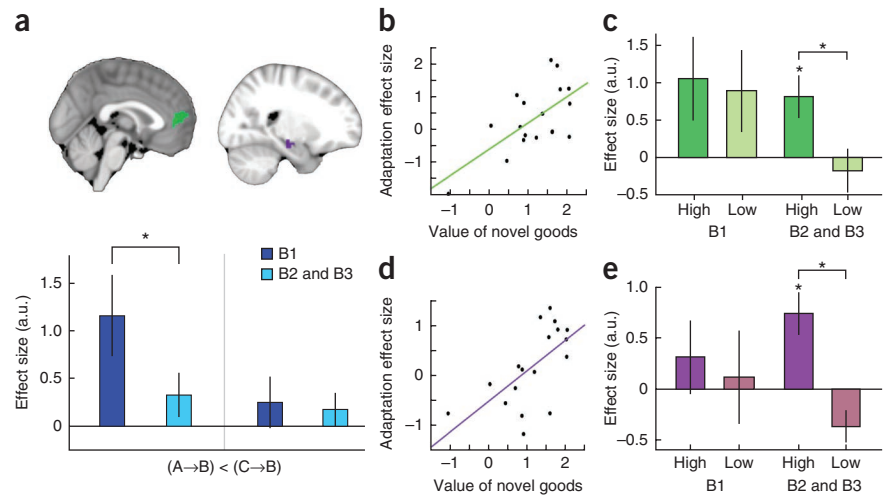 a
*
B1
B2 and B3
Effect size (a.u.)
1.5
1.0
0.5
0
(A→B) < (C→B)
b
Adaptation effect size
2
1
0
−1
−1 0 1 2
Value of novel goods
c
Effect size (a.u.)
1.5
1.0
0.5
0
−0.5
*
*
High Low High Low
B1 B2 and B3
d
Adaptation effect size
1
0
−1
−1 0 1 2
Value of novel goods
e
Effect size (a.u.)
1.0
0.5
0
−0.5
*
*
High Low High Low
B1 B2 and B3